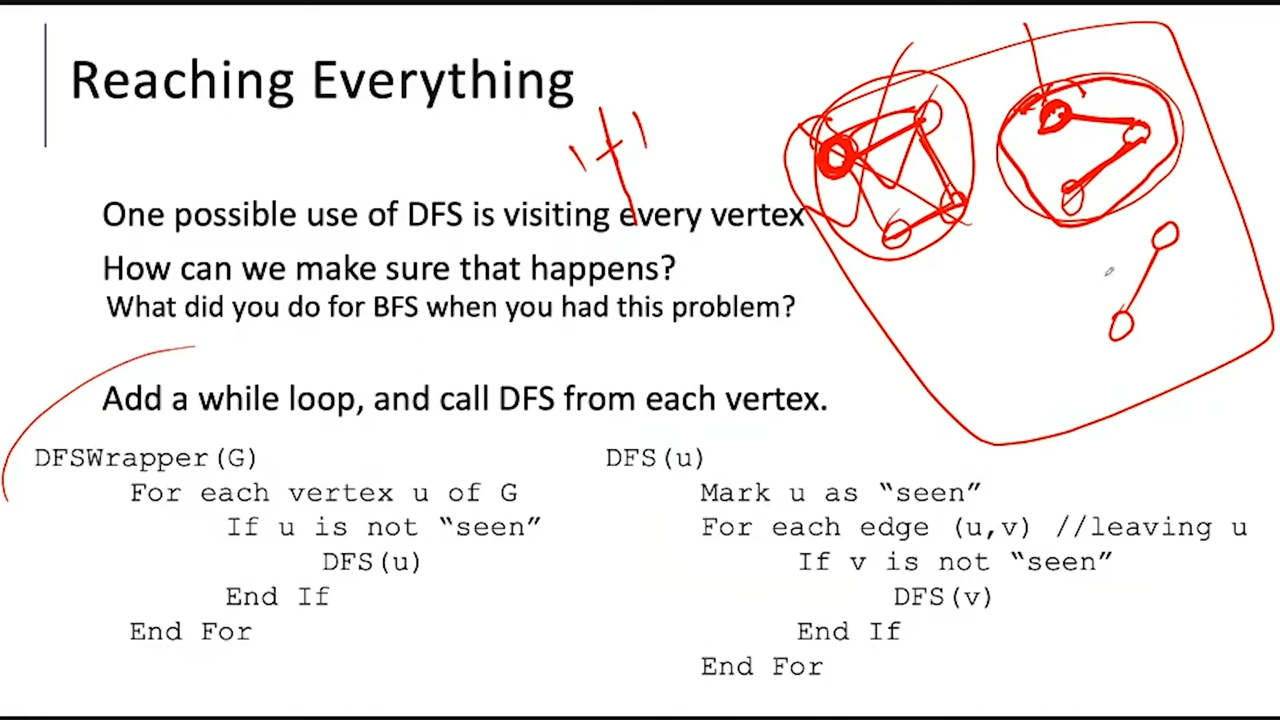 Reaching Everything
One possible use of DFS is visiting every vertex
How can we make sure that happens?
What did you do for BFS when you had this problem?
Add a while loop, and call DFS from each vertex.
DFSWrapper(G)
For each vertex u of G
If u is not “seen”
DFS(u)
End If
End For
DFS(u)
Mark u as “seen”
For each edge (u,v) //leaving u
If v is not “seen”
DFS(v)
End If
End For